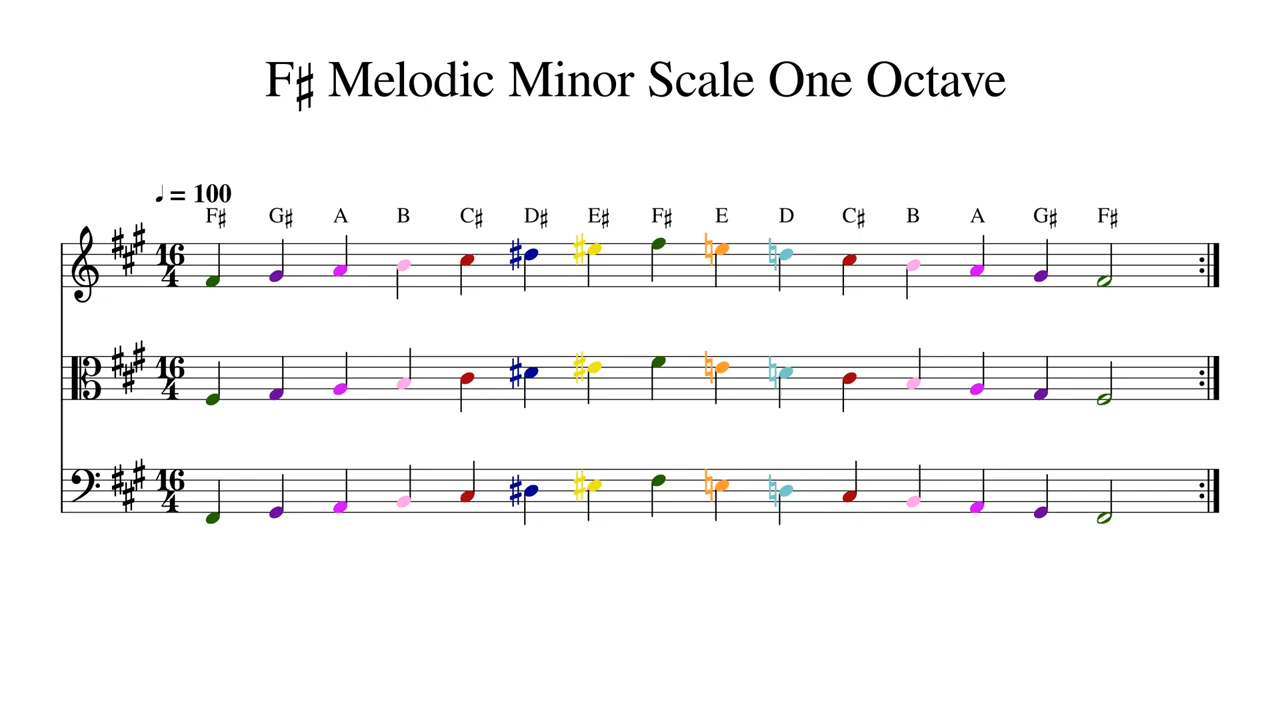 F♯ Melodic Minor Scale One Octave
♩ = 100
F♯ G♯ A B C♯ D♯ E♯ F♯ E D C♯ B A G♯ F♯
16
4
16
4
16
4